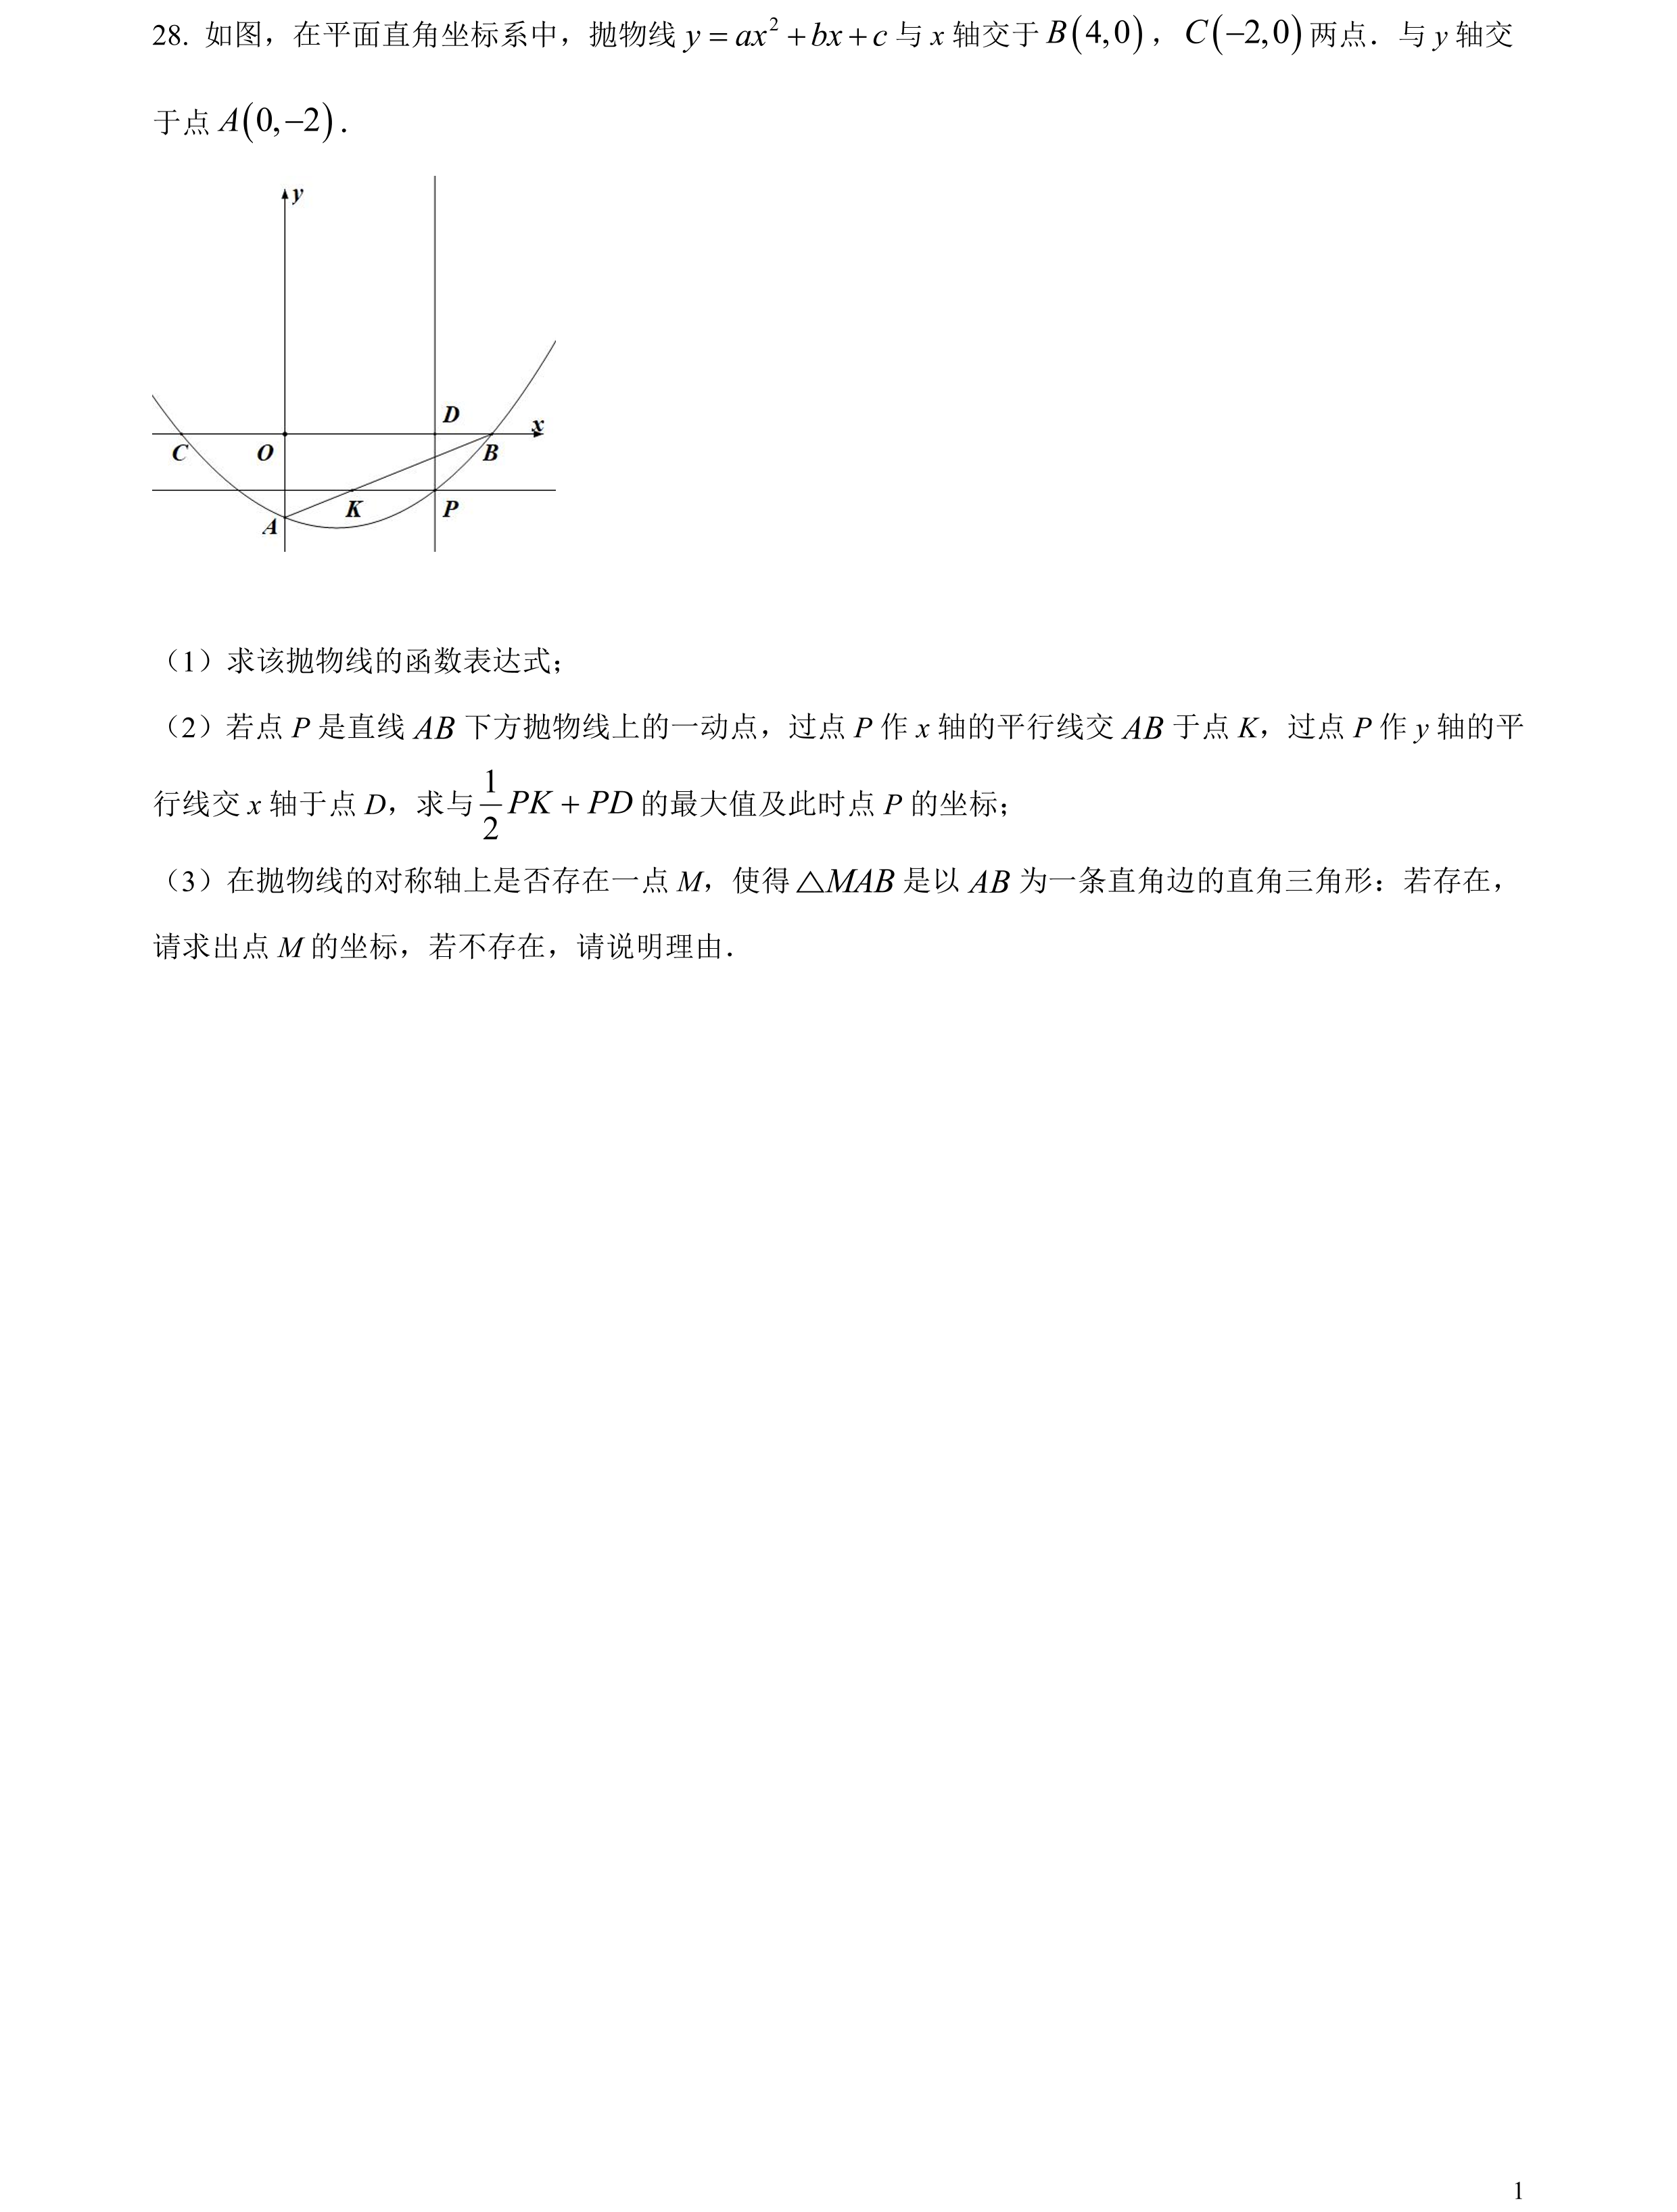 28. 如图，在平面直角坐标系中，抛物线 y = ax² + bx + c 与 x 轴交于 B(4,0)，C(−2,0) 两点．与 y 轴交
于点 A(0,−2)．
y
D
x
C
O
B
K
P
A
（1）求该抛物线的函数表达式；
（2）若点 P 是直线 AB 下方抛物线上的一动点，过点 P 作 x 轴的平行线交 AB 于点 K，过点 P 作 y 轴的平
行线交 x 轴于点 D，求与 1/2 PK + PD 的最大值及此时点 P 的坐标；
（3）在抛物线的对称轴上是否存在一点 M，使得 △MAB 是以 AB 为一条直角边的直角三角形：若存在，
请求出点 M 的坐标，若不存在，请说明理由．
1